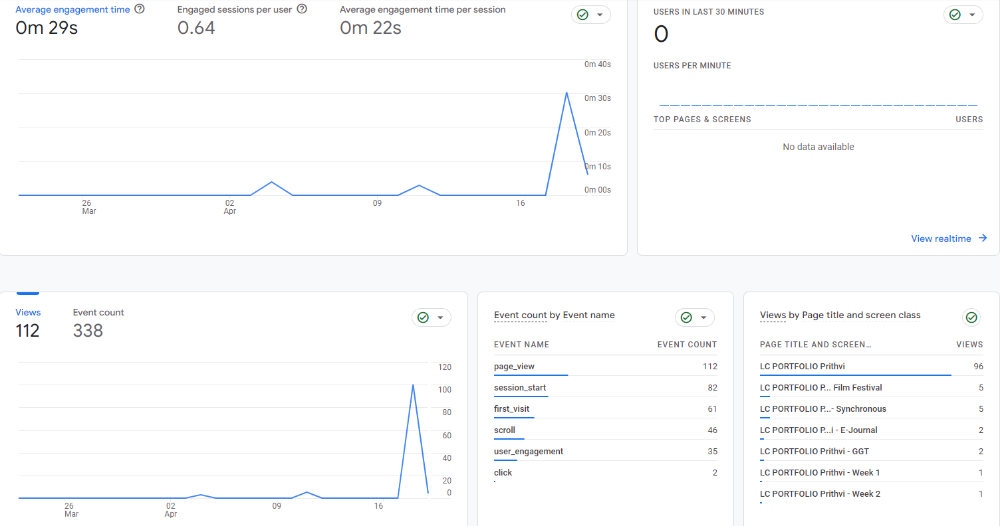 Average engagement time
Engaged sessions per user
Average engagement time per session
0m 29s
0.64
0m 22s
0m 40s
0m 30s
0m 20s
0m 10s
0m 00s
26
Mar
02
Apr
09
16
USERS IN LAST 30 MINUTES
0
USERS PER MINUTE
TOP PAGES & SCREENS USERS
No data available
View realtime
Views
Event count
112
338
120
100
80
60
40
20
0
26
Mar
02
Apr
09
16
Event count by Event name
EVENT NAME EVENT COUNT
page_view 112
session_start 82
first_visit 61
scroll 46
user_engagement 35
click 2
Views by Page title and screen class
PAGE TITLE AND SCREEN… VIEWS
LC PORTFOLIO Prithvi 96
LC PORTFOLIO P... Film Festival 5
LC PORTFOLIO P...- Synchronous 5
LC PORTFOLIO P...i - E-Journal 2
LC PORTFOLIO Prithvi - GGT 2
LC PORTFOLIO Prithvi - Week 1 1
LC PORTFOLIO Prithvi - Week 2 1